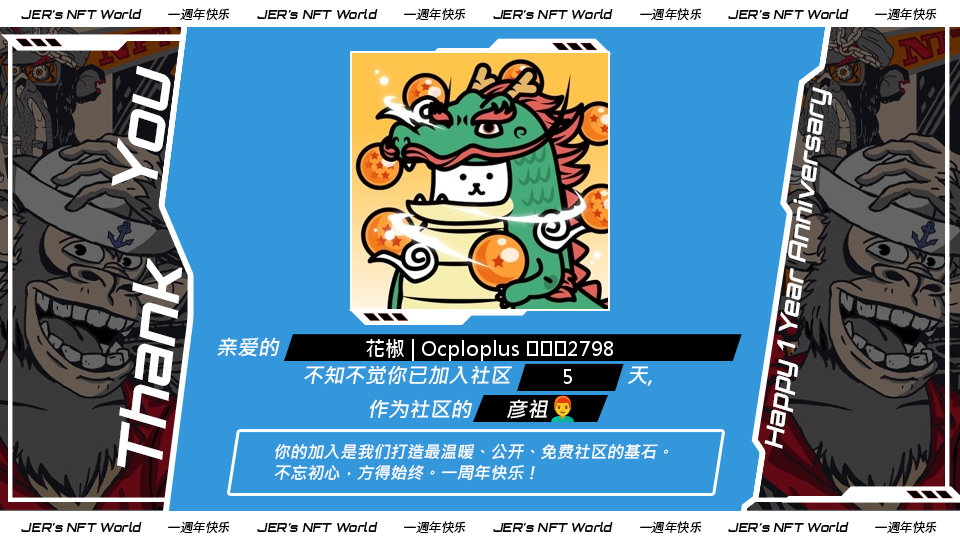 JER's NFT World 一週年快乐 JER's NFT World 一週年快乐 JER's NFT World 一週年快乐 JER's NFT World 一週年快乐
Thank You
亲爱的 花椒 | Ocploplus □□□2798
不知不觉你已加入社区 5 天,
作为社区的 彦祖👨‍🦰
你的加入是我们打造最温暖、公开、免费社区的基石。
不忘初心，方得始终。一周年快乐！
Happy 1 Year Anniversary
JER's NFT World 一週年快乐 JER's NFT World 一週年快乐 JER's NFT World 一週年快乐 JER's NFT World 一週年快乐